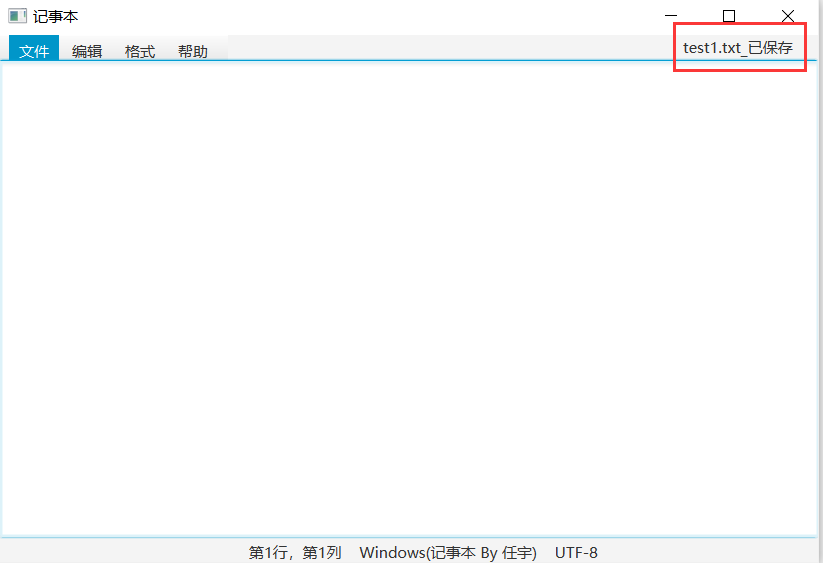 记事本
文件 编辑 格式 帮助 test1.txt_已保存
第1行，第1列 Windows(记事本 By 任宇) UTF-8